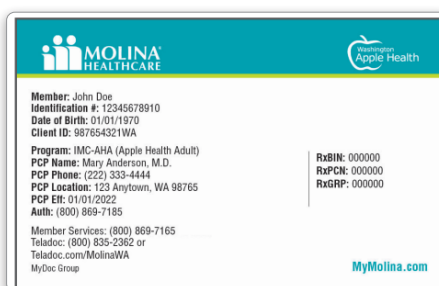 MOLINA®
HEALTHCARE
Washington
Apple Health
Member: John Doe
Identification #: 12345678910
Date of Birth: 01/01/1970
Client ID: 987654321WA
Program: IMC-AHA (Apple Health Adult)
PCP Name: Mary Anderson, M.D.
PCP Phone: (222) 333-4444
PCP Location: 123 Anytown, WA 98765
PCP Eff: 01/01/2022
Auth: (800) 869-7185
RxBIN: 000000
RxPCN: 000000
RxGRP: 000000
Member Services: (800) 869-7165
Teladoc: (800) 835-2362 or
Teladoc.com/MolinaWA
MyDoc Group
MyMolina.com